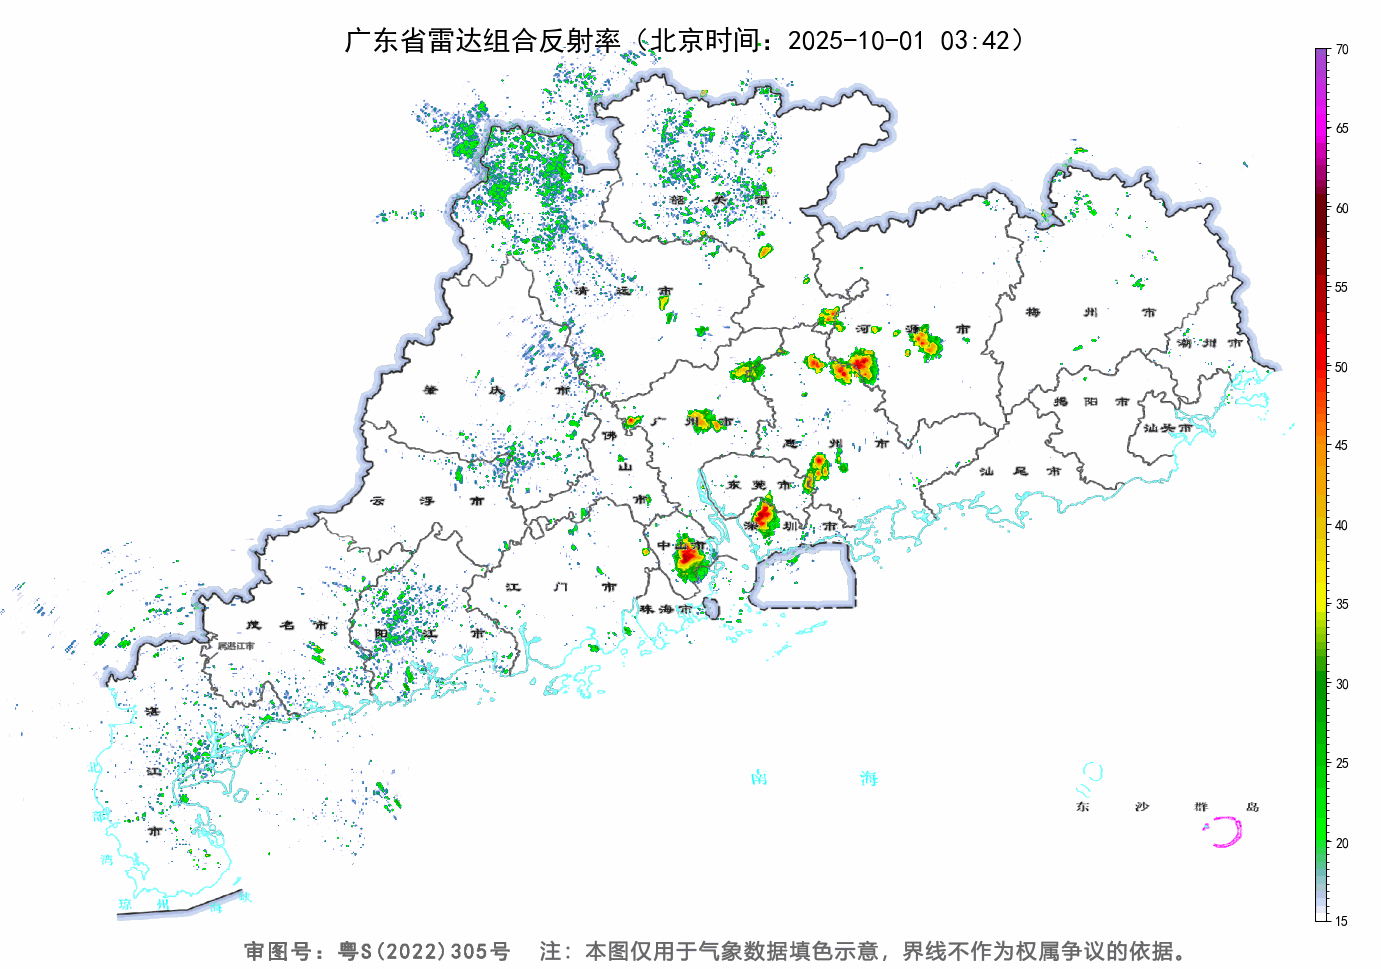 广东省雷达组合反射率（北京时间：2025-10-01 03:42）
70
65
60
55
50
45
40
35
30
25
20
15
韶关市
清远市
河源市
梅州市
潮州市
肇庆市
广州市
佛山市
惠州市
揭阳市
汕头市
汕尾市
云浮市
东莞市
深圳市
中山市
江门市
珠海市
茂名市
属湛江市
阳江市
湛江市
北部湾
琼州海峡
南海
东沙群岛
审图号：粤S(2022)305号 注：本图仅用于气象数据填色示意，界线不作为权属争议的依据。